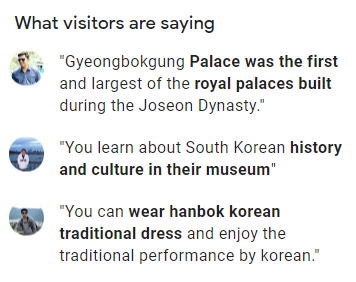 What visitors are saying
"Gyeongbokgung Palace was the first
and largest of the royal palaces built
during the Joseon Dynasty."
"You learn about South Korean history
and culture in their museum"
"You can wear hanbok korean
traditional dress and enjoy the
traditional performance by korean."